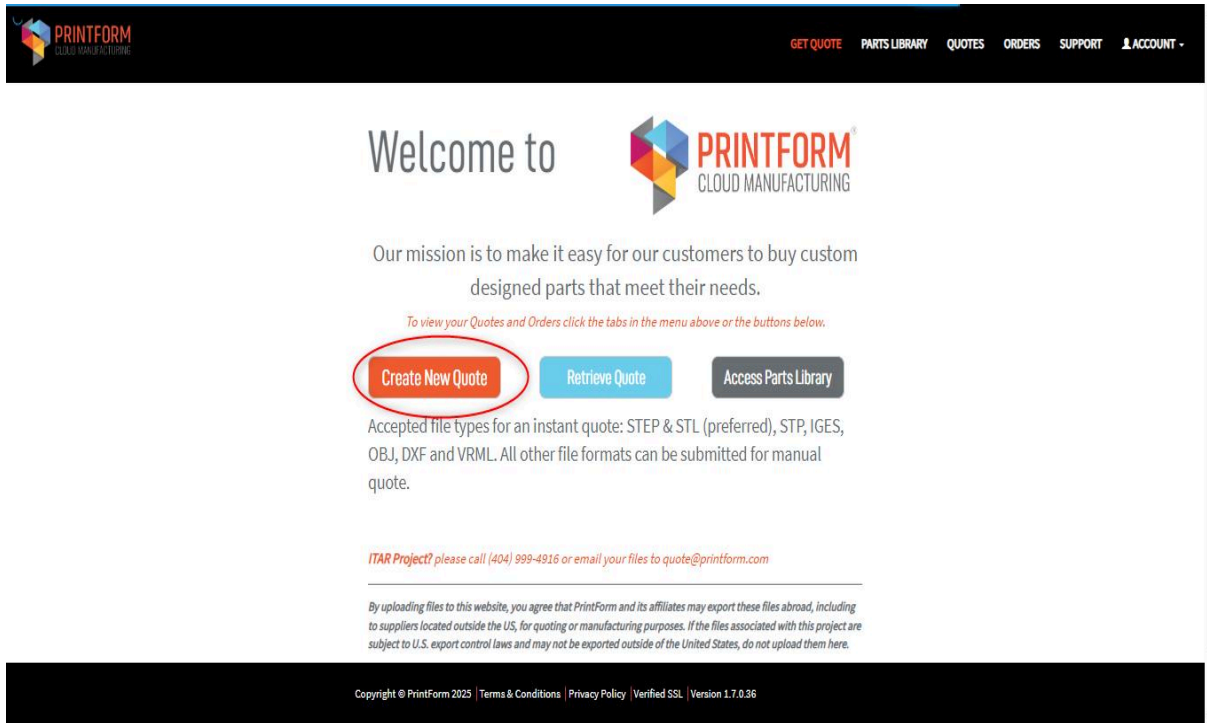 PRINTFORM
CLOUD MANUFACTURING
GET QUOTE PARTS LIBRARY QUOTES ORDERS SUPPORT ACCOUNT
Welcome to
PRINTFORM®
CLOUD MANUFACTURING
Our mission is to make it easy for our customers to buy custom
designed parts that meet their needs.
To view your Quotes and Orders click the tabs in the menu above or the buttons below.
Create New Quote Retrieve Quote Access Parts Library
Accepted file types for an instant quote: STEP & STL (preferred), STP, IGES,
OBJ, DXF and VRML. All other file formats can be submitted for manual
quote.
ITAR Project? please call (404) 999-4916 or email your files to quote@printform.com
By uploading files to this website, you agree that PrintForm and its affiliates may export these files abroad, including
to suppliers located outside the US, for quoting or manufacturing purposes. If the files associated with this project are
subject to U.S. export control laws and may not be exported outside of the United States, do not upload them here.
Copyright © PrintForm 2025 | Terms & Conditions | Privacy Policy | Verified SSL | Version 1.7.0.36